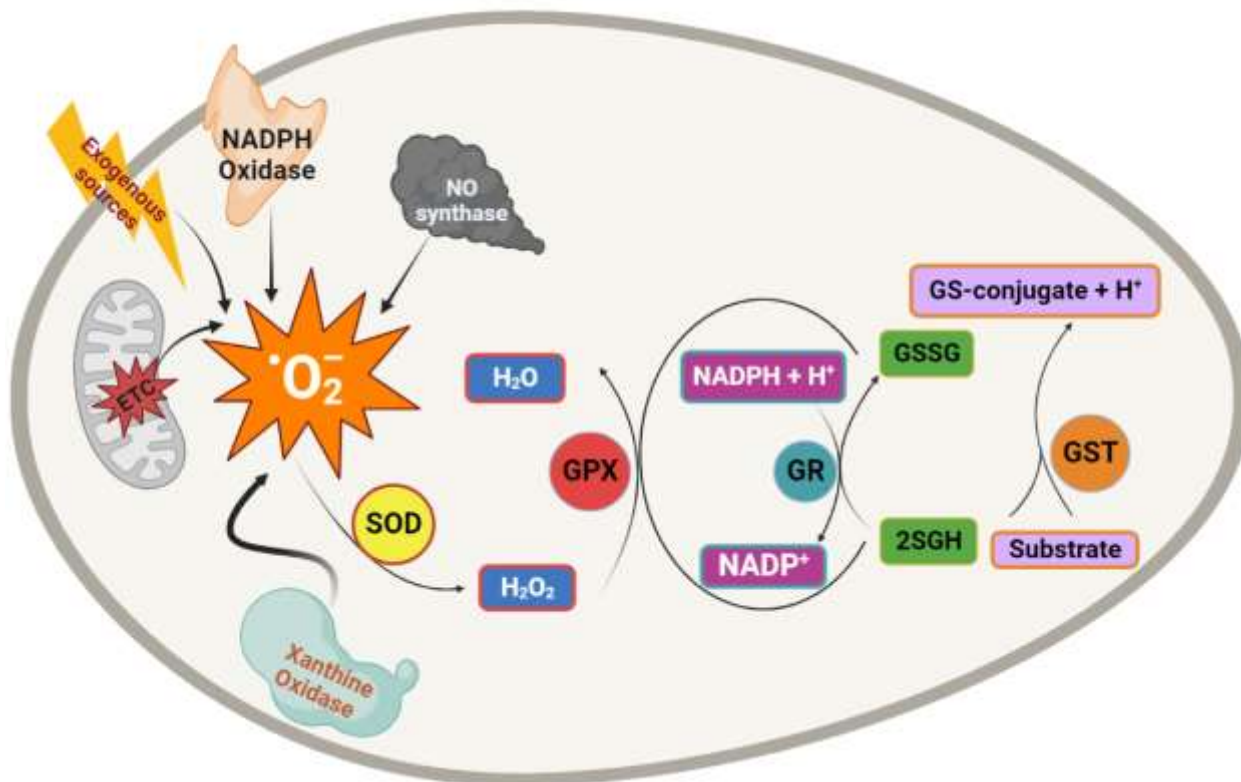 Exogenous
sources
NADPH
Oxidase
NO
synthase
ETC
•O₂⁻
SOD
Xanthine
Oxidase
H₂O
H₂O₂
GPX
NADPH + H⁺
GR
NADP⁺
GSSG
2SGH
GS-conjugate + H⁺
GST
Substrate